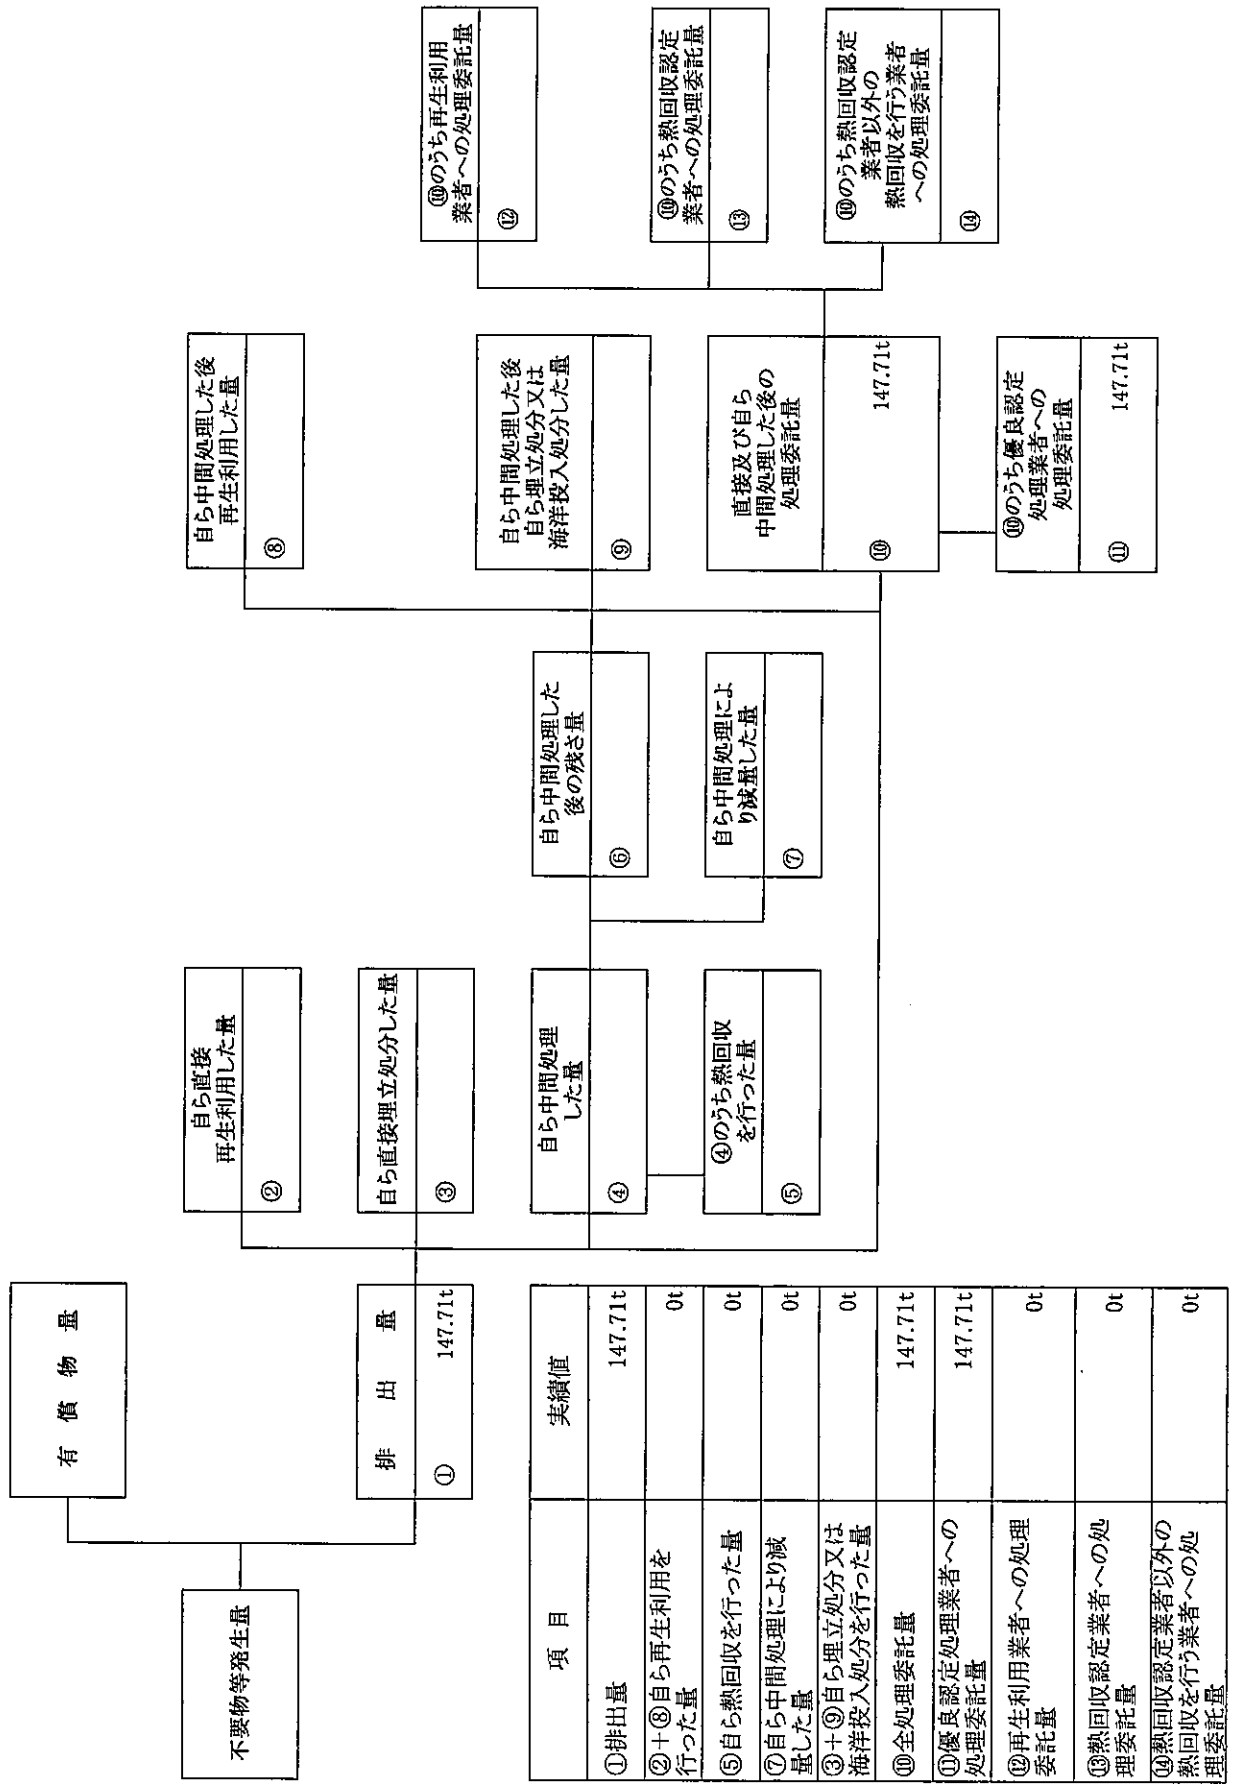 不要物等発生量
有償物量
排出量
① 147.71t
自ら直接
再生利用した量
②
自ら直接埋立処分した量
③
自ら中間処理
した量
④
④のうち熱回収
を行った量
⑤
自ら中間処理した
後の残さ量
⑥
自ら中間処理によ
り減量した量
⑦
自ら中間処理した後
再生利用した量
⑧
自ら中間処理した後
自ら埋立処分又は
海洋投入処分した量
⑨
直接及び自ら
中間処理した後の
処理委託量
⑩ 147.71t
⑩のうち優良認定
処理業者への
処理委託量
⑪ 147.71t
⑩のうち再生利用
業者への処理委託量
⑫
⑩のうち熱回収認定
業者への処理委託量
⑬
⑩のうち熱回収認定
業者以外の
熱回収を行う業者
への処理委託量
⑭
項目 実績値
①排出量 147.71t
②+⑧自ら再生利用を
行った量 0t
⑤自ら熱回収を行った量 0t
⑦自ら中間処理により減
量した量 0t
③+⑨自ら埋立処分又は
海洋投入処分を行った量 0t
⑩全処理委託量 147.71t
⑪優良認定処理業者への
処理委託量 147.71t
⑫再生利用業者への処理
委託量 0t
⑬熱回収認定業者への処
理委託量 0t
⑭熱回収認定業者以外の
熱回収を行う業者への処
理委託量 0t